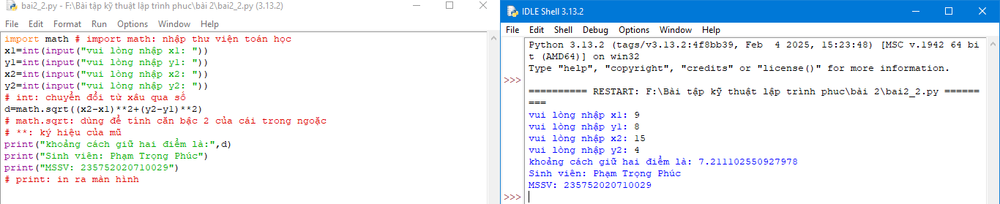 bai2_2.py - F:\Bài tập kỹ thuật lập trình phuc\bài 2\bai2_2.py (3.13.2)
File Edit Format Run Options Window Help
import math # import math: nhập thư viện toán học
x1=int(input("vui lòng nhập x1: "))
y1=int(input("vui lòng nhập y1: "))
x2=int(input("vui lòng nhập x2: "))
y2=int(input("vui lòng nhập y2: "))
# int: chuyển đổi từ xâu qua số
d=math.sqrt((x2-x1)**2+(y2-y1)**2)
# math.sqrt: dùng để tính căn bậc 2 của cái trong ngoặc
# **: ký hiệu của mũ
print("khoảng cách giữ hai điểm là:",d)
print("Sinh viên: Phạm Trọng Phúc")
print("MSSV: 235752020710029")
# print: in ra màn hình
IDLE Shell 3.13.2
File Edit Shell Debug Options Window Help
Python 3.13.2 (tags/v3.13.2:4f8bb39, Feb  4 2025, 15:23:48) [MSC v.1942 64 bi
t (AMD64)] on win32
Type "help", "copyright", "credits" or "license()" for more information.
>>>
========== RESTART: F:\Bài tập kỹ thuật lập trình phuc\bài 2\bai2_2.py ======
===
vui lòng nhập x1: 9
vui lòng nhập y1: 8
vui lòng nhập x2: 15
vui lòng nhập y2: 4
khoảng cách giữ hai điểm là: 7.211102550927978
Sinh viên: Phạm Trọng Phúc
MSSV: 235752020710029
>>>